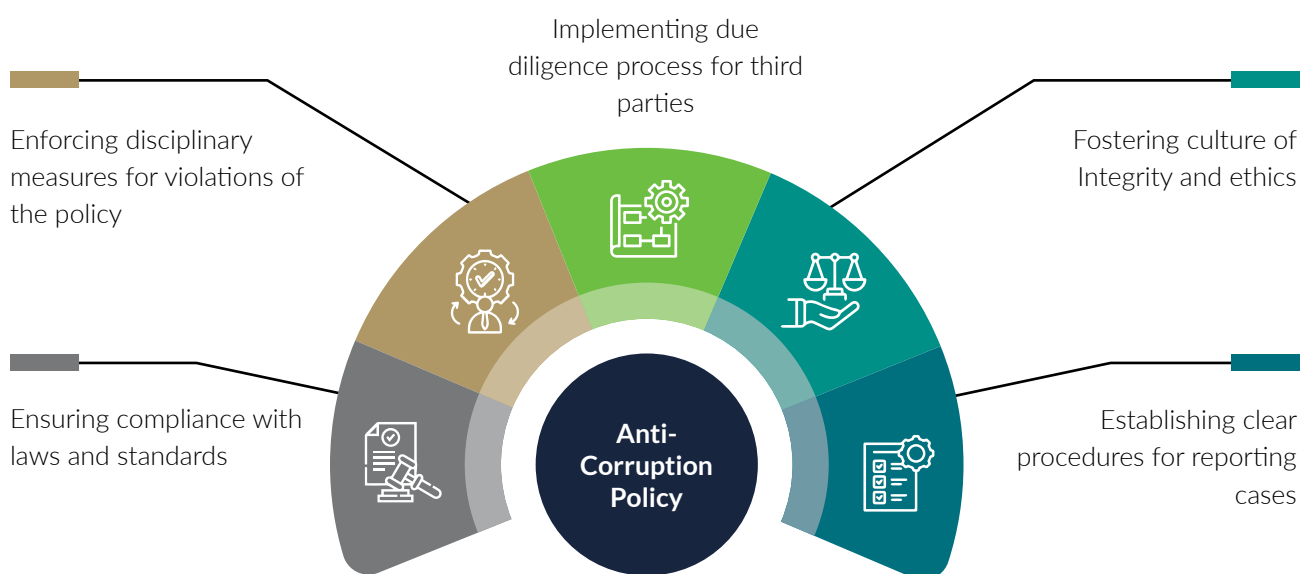 Implementing due
diligence process for third
parties
Enforcing disciplinary
measures for violations of
the policy
Fostering culture of
Integrity and ethics
Ensuring compliance with
laws and standards
Anti-
Corruption
Policy
Establishing clear
procedures for reporting
cases